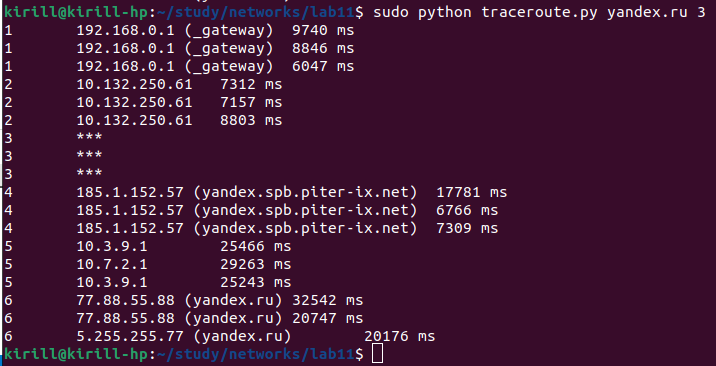 kirill@kirill-hp:~/study/networks/lab11$ sudo python traceroute.py yandex.ru 3
1       192.168.0.1 (_gateway)  9740 ms
1       192.168.0.1 (_gateway)  8846 ms
1       192.168.0.1 (_gateway)  6047 ms
2       10.132.250.61   7312 ms
2       10.132.250.61   7157 ms
2       10.132.250.61   8803 ms
3       ***
3       ***
3       ***
4       185.1.152.57 (yandex.spb.piter-ix.net)  17781 ms
4       185.1.152.57 (yandex.spb.piter-ix.net)  6766 ms
4       185.1.152.57 (yandex.spb.piter-ix.net)  7309 ms
5       10.3.9.1        25466 ms
5       10.7.2.1        29263 ms
5       10.3.9.1        25243 ms
6       77.88.55.88 (yandex.ru) 32542 ms
6       77.88.55.88 (yandex.ru) 20747 ms
6       5.255.255.77 (yandex.ru)        20176 ms
kirill@kirill-hp:~/study/networks/lab11$